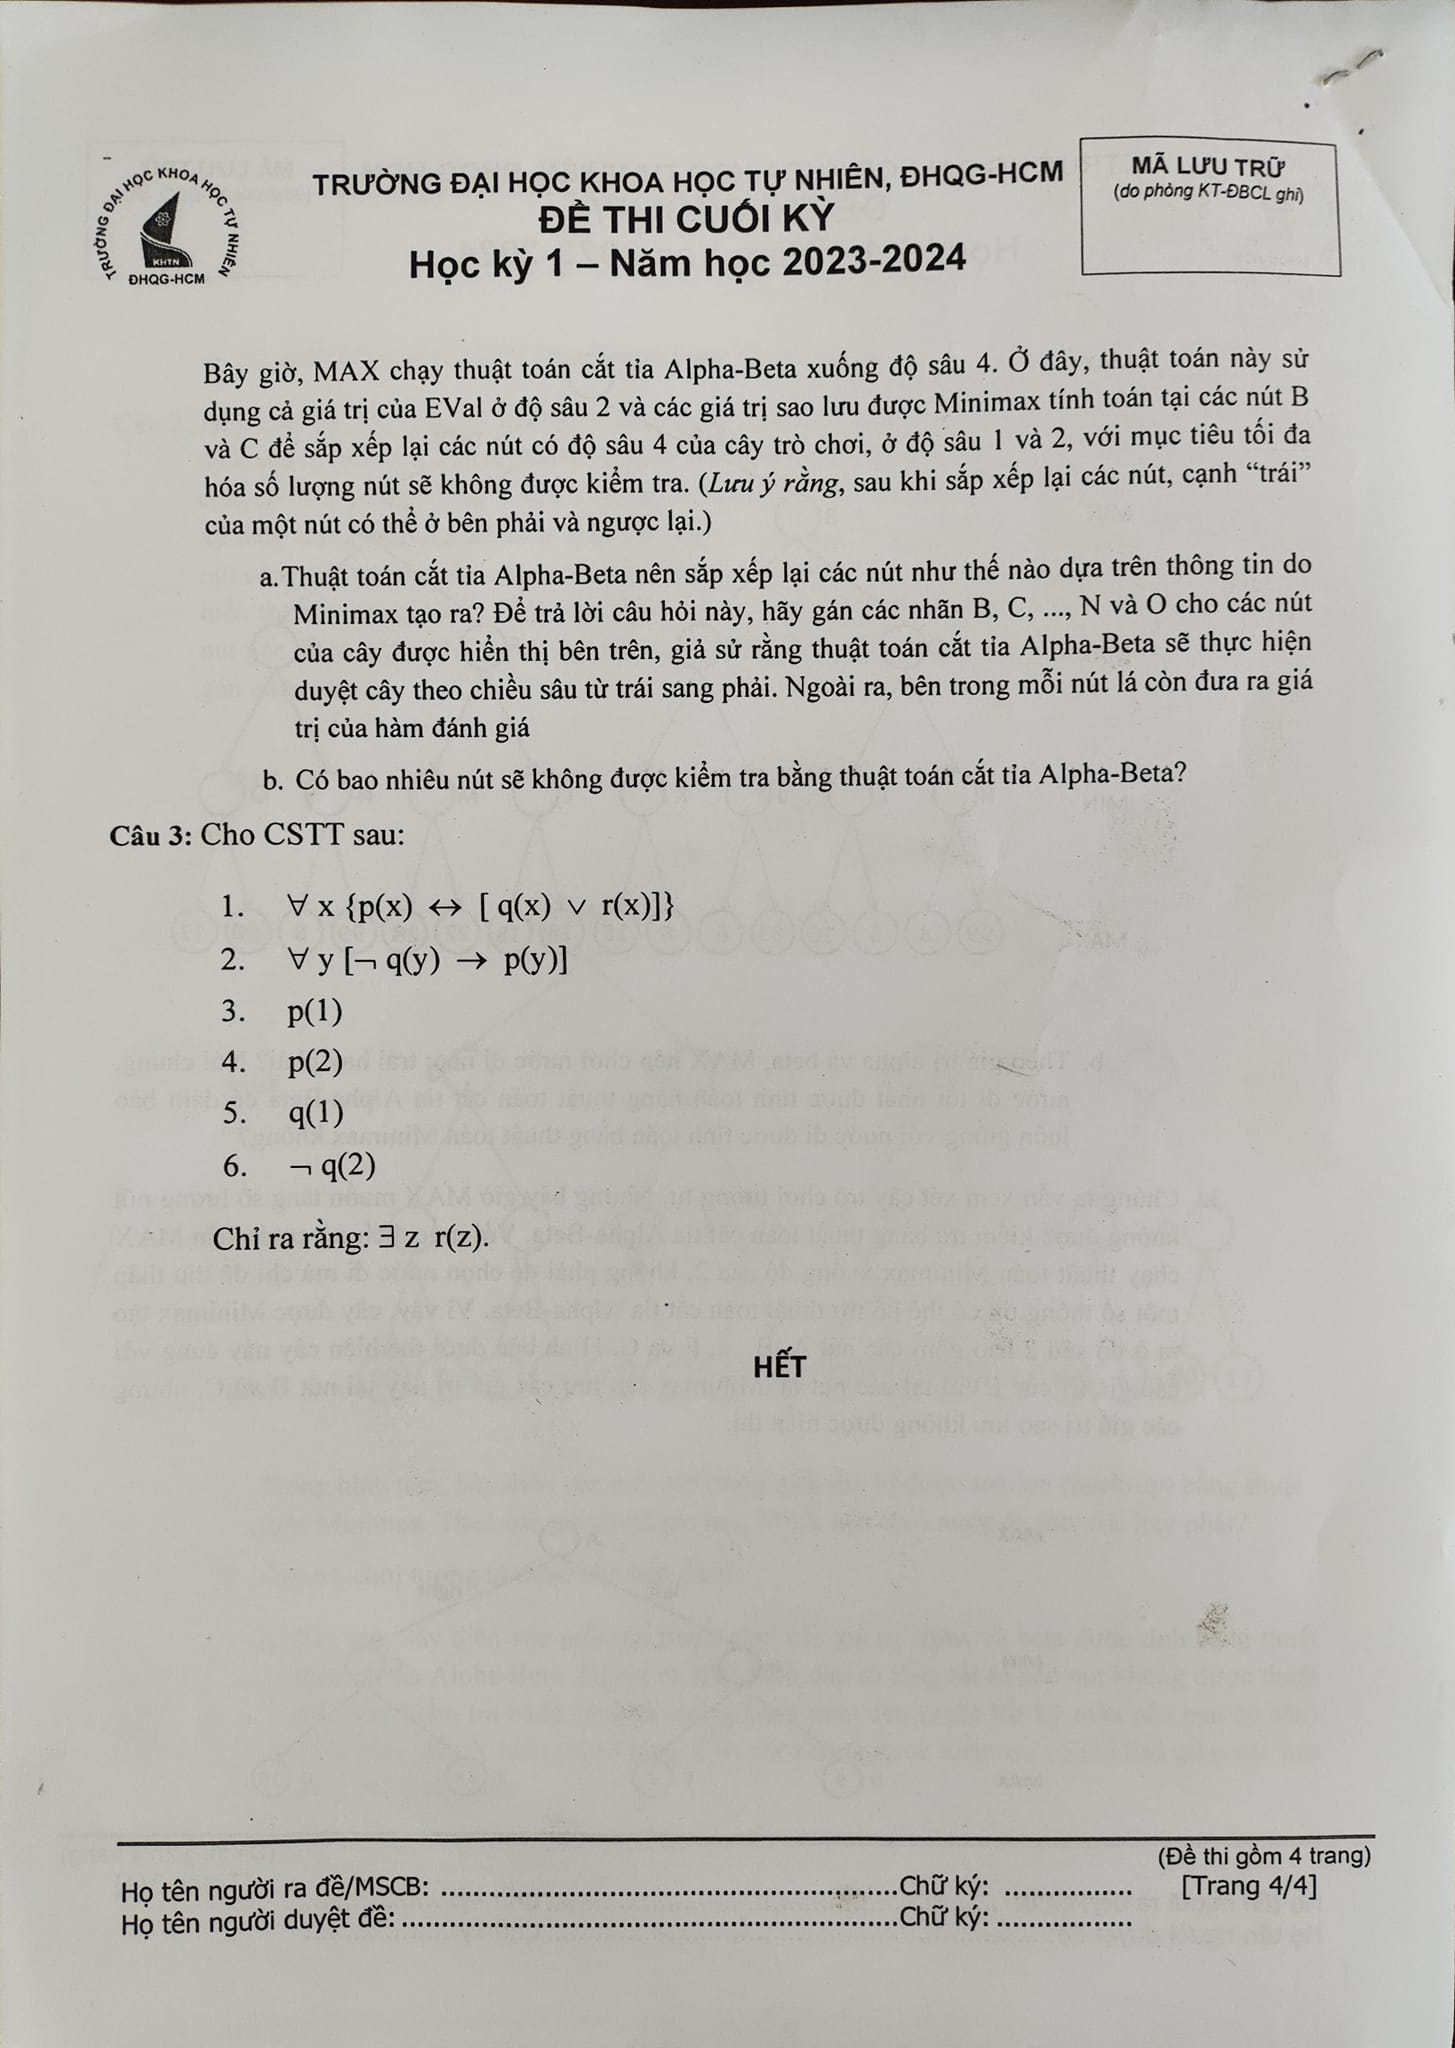 TRƯỜNG ĐẠI HỌC KHOA HỌC TỰ NHIÊN
KHTN
ĐHQG-HCM
TRƯỜNG ĐẠI HỌC KHOA HỌC TỰ NHIÊN, ĐHQG-HCM
ĐỀ THI CUỐI KỲ
Học kỳ 1 – Năm học 2023-2024
MÃ LƯU TRỮ
(do phòng KT-ĐBCL ghi)
Bây giờ, MAX chạy thuật toán cắt tỉa Alpha-Beta xuống độ sâu 4. Ở đây, thuật toán này sử
dụng cả giá trị của EVal ở độ sâu 2 và các giá trị sao lưu được Minimax tính toán tại các nút B
và C để sắp xếp lại các nút có độ sâu 4 của cây trò chơi, ở độ sâu 1 và 2, với mục tiêu tối đa
hóa số lượng nút sẽ không được kiểm tra. (Lưu ý rằng, sau khi sắp xếp lại các nút, cạnh “trái”
của một nút có thể ở bên phải và ngược lại.)
a. Thuật toán cắt tỉa Alpha-Beta nên sắp xếp lại các nút như thế nào dựa trên thông tin do
Minimax tạo ra? Để trả lời câu hỏi này, hãy gán các nhãn B, C, ..., N và O cho các nút
của cây được hiển thị bên trên, giả sử rằng thuật toán cắt tỉa Alpha-Beta sẽ thực hiện
duyệt cây theo chiều sâu từ trái sang phải. Ngoài ra, bên trong mỗi nút lá còn đưa ra giá
trị của hàm đánh giá
b. Có bao nhiêu nút sẽ không được kiểm tra bằng thuật toán cắt tỉa Alpha-Beta?
Câu 3: Cho CSTT sau:
1. ∀ x {p(x) ↔ [ q(x) ∨ r(x)]}
2. ∀ y [¬ q(y) → p(y)]
3. p(1)
4. p(2)
5. q(1)
6. ¬ q(2)
Chỉ ra rằng: ∃ z r(z).
HẾT
(Đề thi gồm 4 trang)
Họ tên người ra đề/MSCB: ........................................................Chữ ký: ................ [Trang 4/4]
Họ tên người duyệt đề: .............................................................Chữ ký: .................